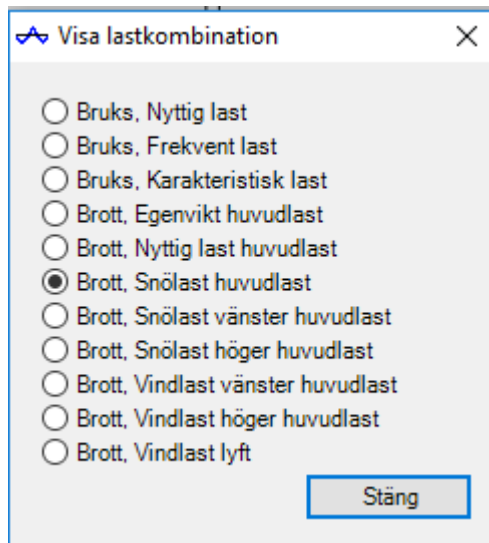 Visa lastkombination
Bruks, Nyttig last
Bruks, Frekvent last
Bruks, Karakteristisk last
Brott, Egenvikt huvudlast
Brott, Nyttig last huvudlast
Brott, Snölast huvudlast
Brott, Snölast vänster huvudlast
Brott, Snölast höger huvudlast
Brott, Vindlast vänster huvudlast
Brott, Vindlast höger huvudlast
Brott, Vindlast lyft
Stäng